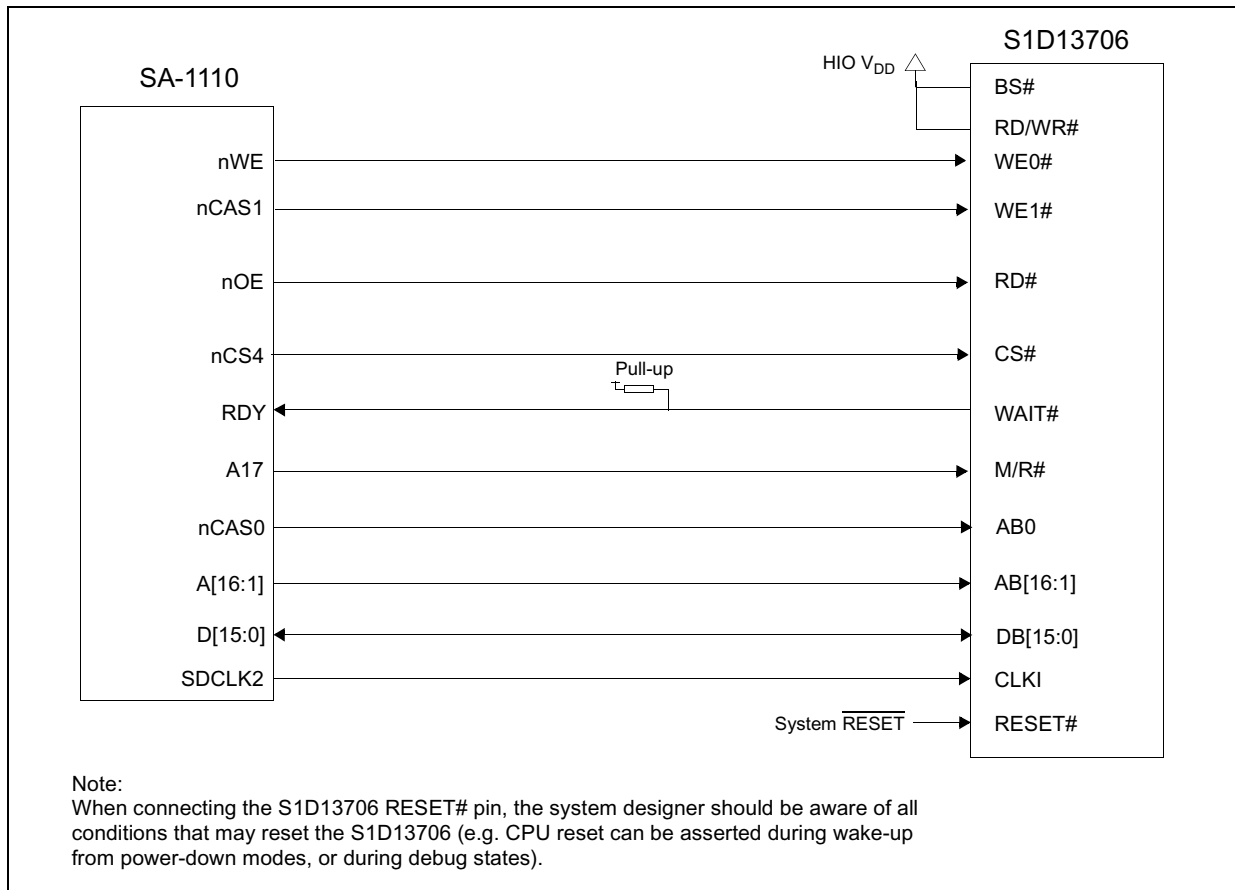 S1D13706
SA-1110
HIO VDD
BS#
RD/WR#
nWE
WE0#
nCAS1
WE1#
nOE
RD#
nCS4
CS#
Pull-up
RDY
WAIT#
A17
M/R#
nCAS0
AB0
A[16:1]
AB[16:1]
D[15:0]
DB[15:0]
SDCLK2
CLKI
System RESET
RESET#
Note:
When connecting the S1D13706 RESET# pin, the system designer should be aware of all
conditions that may reset the S1D13706 (e.g. CPU reset can be asserted during wake-up
from power-down modes, or during debug states).